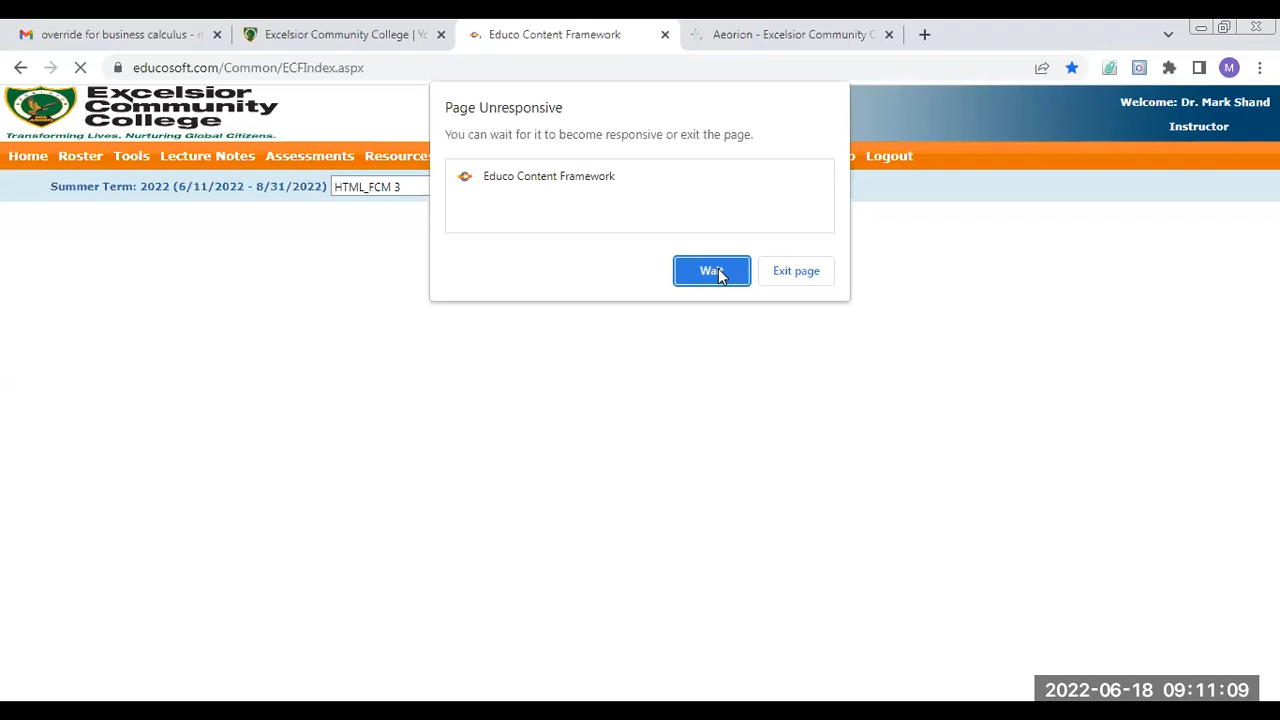 override for business calculus -
Excelsior Community College |
Educo Content Framework
Aeorion - Excelsior Community C
educosoft.com/Common/ECFIndex.aspx
M
Excelsior
Community
College
Transforming Lives, Nurturing Global Citizens.
Welcome: Dr. Mark Shand
Instructor
Home Roster Tools Lecture Notes Assessments Resources Logout
Summer Term: 2022 (6/11/2022 - 8/31/2022) HTML_FCM 3
Page Unresponsive
You can wait for it to become responsive or exit the page.
Educo Content Framework
Wait Exit page
2022-06-18 09:11:09